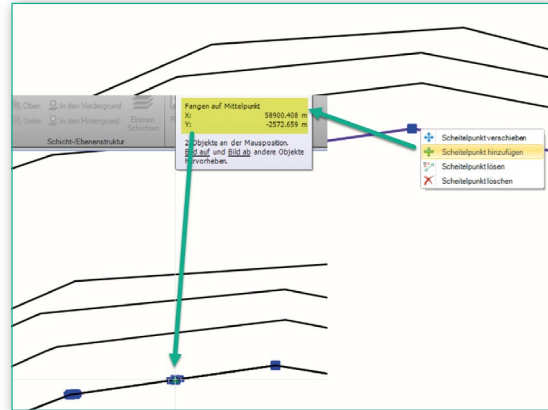 Oben
In den Vordergrund
Unten
In den Hintergrund
Ebenen
Schichten
Schicht-/Ebenenstruktur
Fangen auf Mittelpunkt
X: 58900.408 m
Y: -2572.659 m
2 Objekte an der Mausposition.
Bild auf und Bild ab andere Objekte
hervorheben.
Scheitelpunkt verschieben
Scheitelpunkt hinzufügen
Scheitelpunkt lösen
Scheitelpunkt löschen